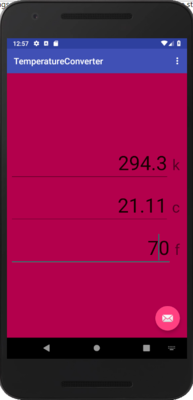 12:57
TemperatureConverter
294.3 k
21.11 c
70 f